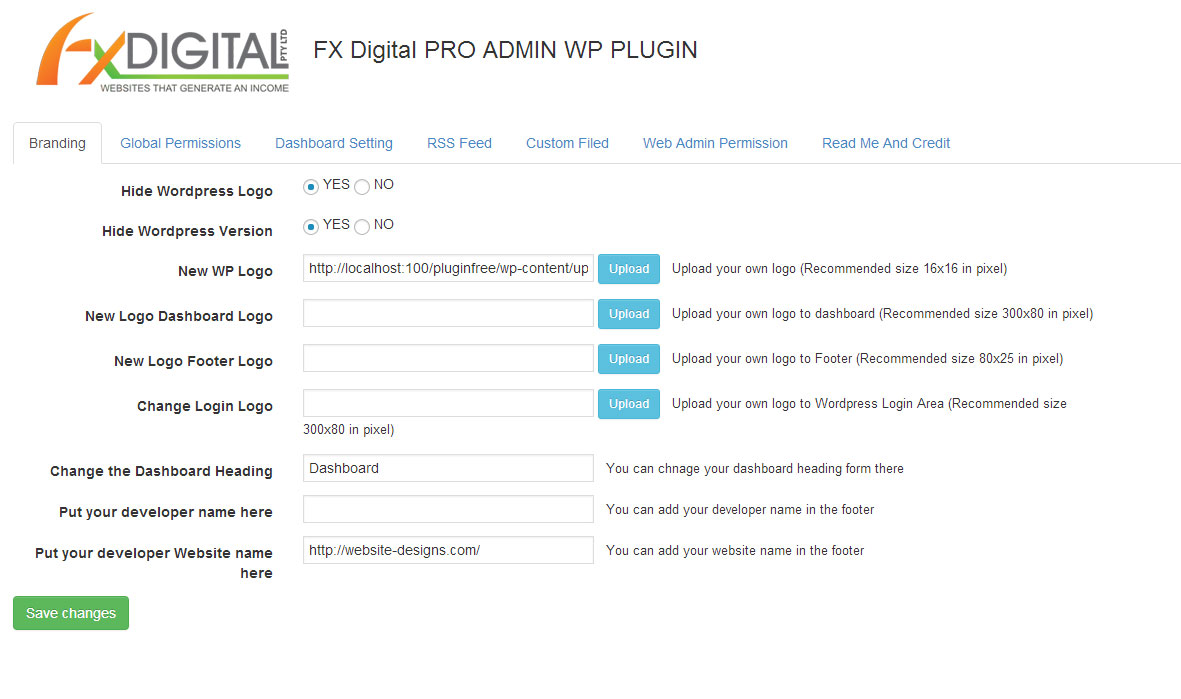 FXDIGITAL PTY LTD
WEBSITES THAT GENERATE AN INCOME
FX Digital PRO ADMIN WP PLUGIN
Branding Global Permissions Dashboard Setting RSS Feed Custom Filed Web Admin Permission Read Me And Credit
Hide Wordpress Logo YES NO
Hide Wordpress Version YES NO
New WP Logo http://localhost:100/pluginfree/wp-content/up Upload Upload your own logo (Recommended size 16x16 in pixel)
New Logo Dashboard Logo Upload Upload your own logo to dashboard (Recommended size 300x80 in pixel)
New Logo Footer Logo Upload Upload your own logo to Footer (Recommended size 80x25 in pixel)
Change Login Logo Upload Upload your own logo to Wordpress Login Area (Recommended size
300x80 in pixel)
Change the Dashboard Heading Dashboard You can chnage your dashboard heading form there
Put your developer name here You can add your developer name in the footer
Put your developer Website name http://website-designs.com/ You can add your website name in the footer
here
Save changes